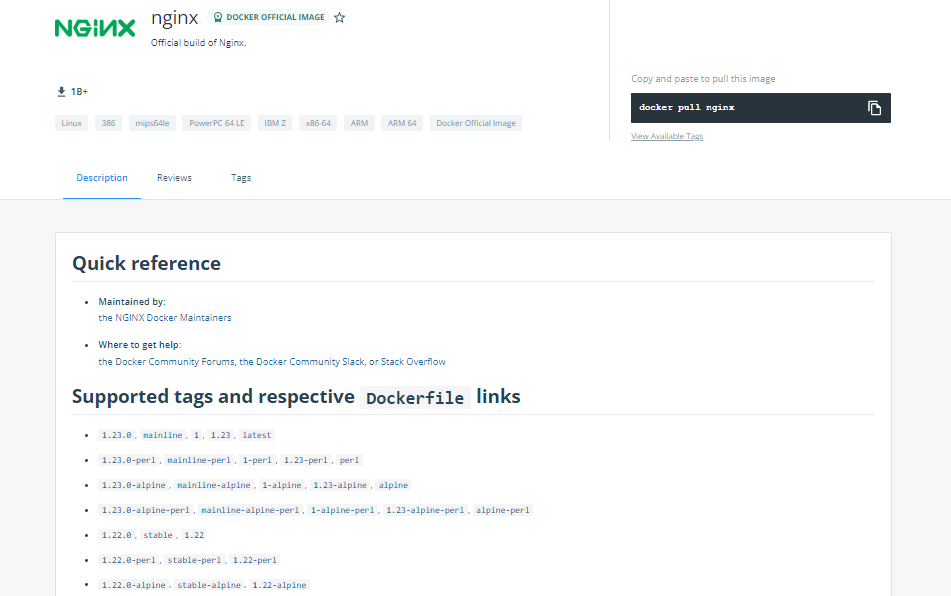 NGINX
nginx DOCKER OFFICIAL IMAGE
Official build of Nginx.
1B+
Copy and paste to pull this image
docker pull nginx
View Available Tags
Linux 386 mips64le PowerPC 64 LE IBM Z x86-64 ARM ARM 64 Docker Official Image
Description Reviews Tags
Quick reference
• Maintained by:
the NGINX Docker Maintainers
• Where to get help:
the Docker Community Forums, the Docker Community Slack, or Stack Overflow
Supported tags and respective Dockerfile links
• 1.23.0, mainline, 1, 1.23, latest
• 1.23.0-perl, mainline-perl, 1-perl, 1.23-perl, perl
• 1.23.0-alpine, mainline-alpine, 1-alpine, 1.23-alpine, alpine
• 1.23.0-alpine-perl, mainline-alpine-perl, 1-alpine-perl, 1.23-alpine-perl, alpine-perl
• 1.22.0, stable, 1.22
• 1.22.0-perl, stable-perl, 1.22-perl
• 1.22.0-alpine, stable-alpine, 1.22-alpine